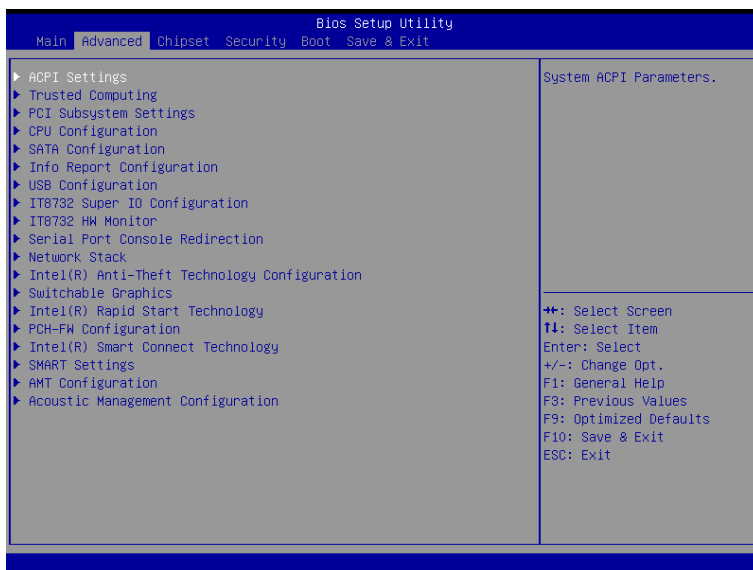 Bios Setup Utility
Main Advanced Chipset Security Boot Save & Exit
ACPI Settings
Trusted Computing
PCI Subsystem Settings
CPU Configuration
SATA Configuration
Info Report Configuration
USB Configuration
IT8732 Super IO Configuration
IT8732 HW Monitor
Serial Port Console Redirection
Network Stack
Intel(R) Anti-Theft Technology Configuration
Switchable Graphics
Intel(R) Rapid Start Technology
PCH-FW Configuration
Intel(R) Smart Connect Technology
SMART Settings
AMT Configuration
Acoustic Management Configuration
System ACPI Parameters.
→←: Select Screen
↑↓: Select Item
Enter: Select
+/-: Change Opt.
F1: General Help
F3: Previous Values
F9: Optimized Defaults
F10: Save & Exit
ESC: Exit